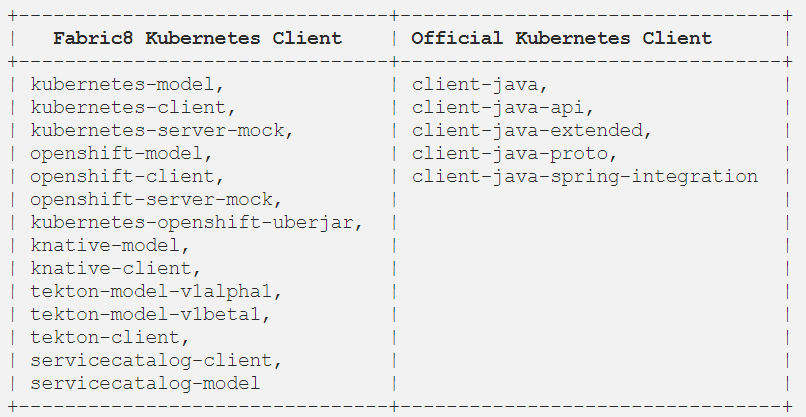 +--------------------------------+--------------------------------+
|   Fabric8 Kubernetes Client    | Official Kubernetes Client      |
+--------------------------------+--------------------------------+
| kubernetes-model,              | client-java,                    |
| kubernetes-client,             | client-java-api,                |
| kubernetes-server-mock,        | client-java-extended,           |
| openshift-model,               | client-java-proto,              |
| openshift-client,              | client-java-spring-integration  |
| openshift-server-mock,         |                                 |
| kubernetes-openshift-uberjar,  |                                 |
| knative-model,                 |                                 |
| knative-client,                |                                 |
| tekton-model-v1alpha1,         |                                 |
| tekton-model-v1beta1,          |                                 |
| tekton-client,                 |                                 |
| servicecatalog-client,         |                                 |
| servicecatalog-model           |                                 |
+--------------------------------+--------------------------------+